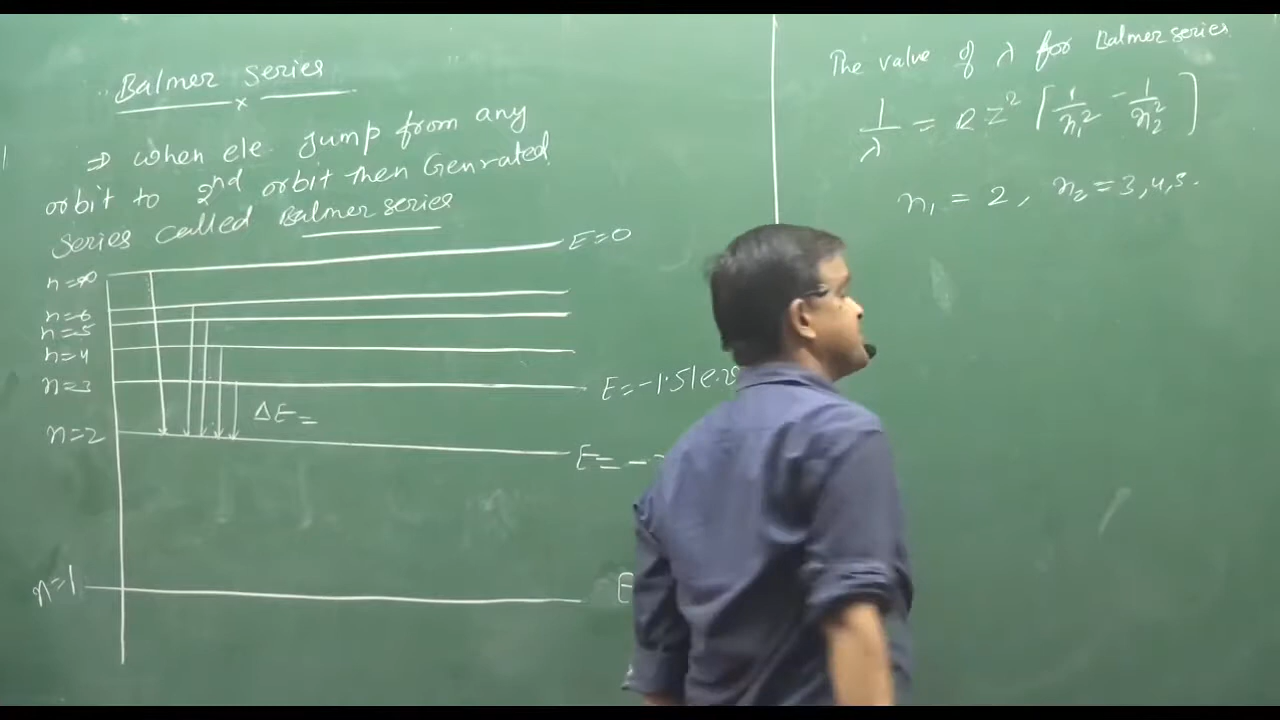 Balmer Series
⇒ When ele. Jump from any
orbit to 2nd orbit then Genrated
Series called Balmer series
n=∞
E=0
n=6
n=5
n=4
n=3
E=-1.51e.v
ΔE=
n=2
E=-
n=1
E
The value of λ for Balmer series
1/λ = RZ² [1/n₁² - 1/n₂²]
n₁ = 2, n₂ = 3,4,5.